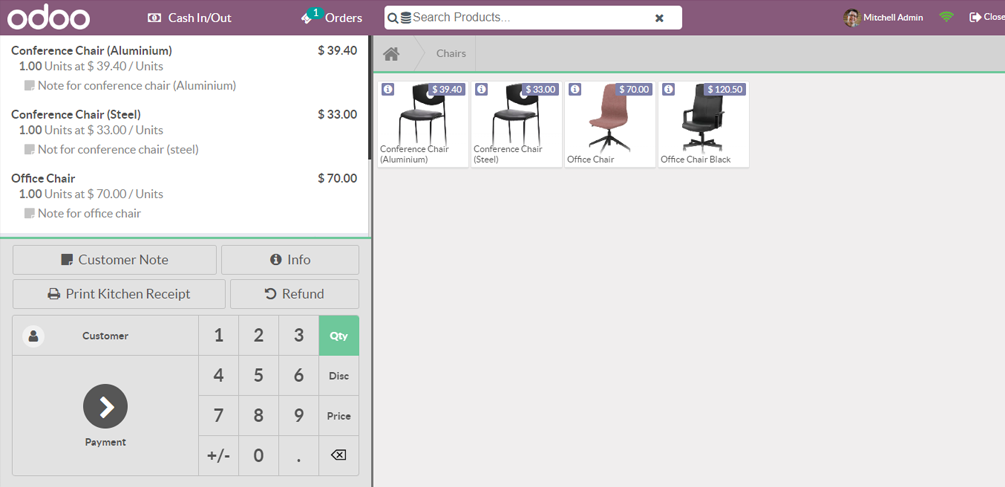 odoo
Cash In/Out
1
Orders
Search Products...
Mitchell Admin
Close
Conference Chair (Aluminium) $ 39.40
1.00 Units at $ 39.40 / Units
Note for conference chair (Aluminium)
Conference Chair (Steel) $ 33.00
1.00 Units at $ 33.00 / Units
Not for conference chair (steel)
Office Chair $ 70.00
1.00 Units at $ 70.00 / Units
Note for office chair
Customer Note
Info
Print Kitchen Receipt
Refund
Customer
1 2 3 Qty
4 5 6 Disc
7 8 9 Price
+/- 0 .
Payment
Chairs
$ 39.40
Conference Chair
(Aluminium)
$ 33.00
Conference Chair
(Steel)
$ 70.00
Office Chair
$ 120.50
Office Chair Black